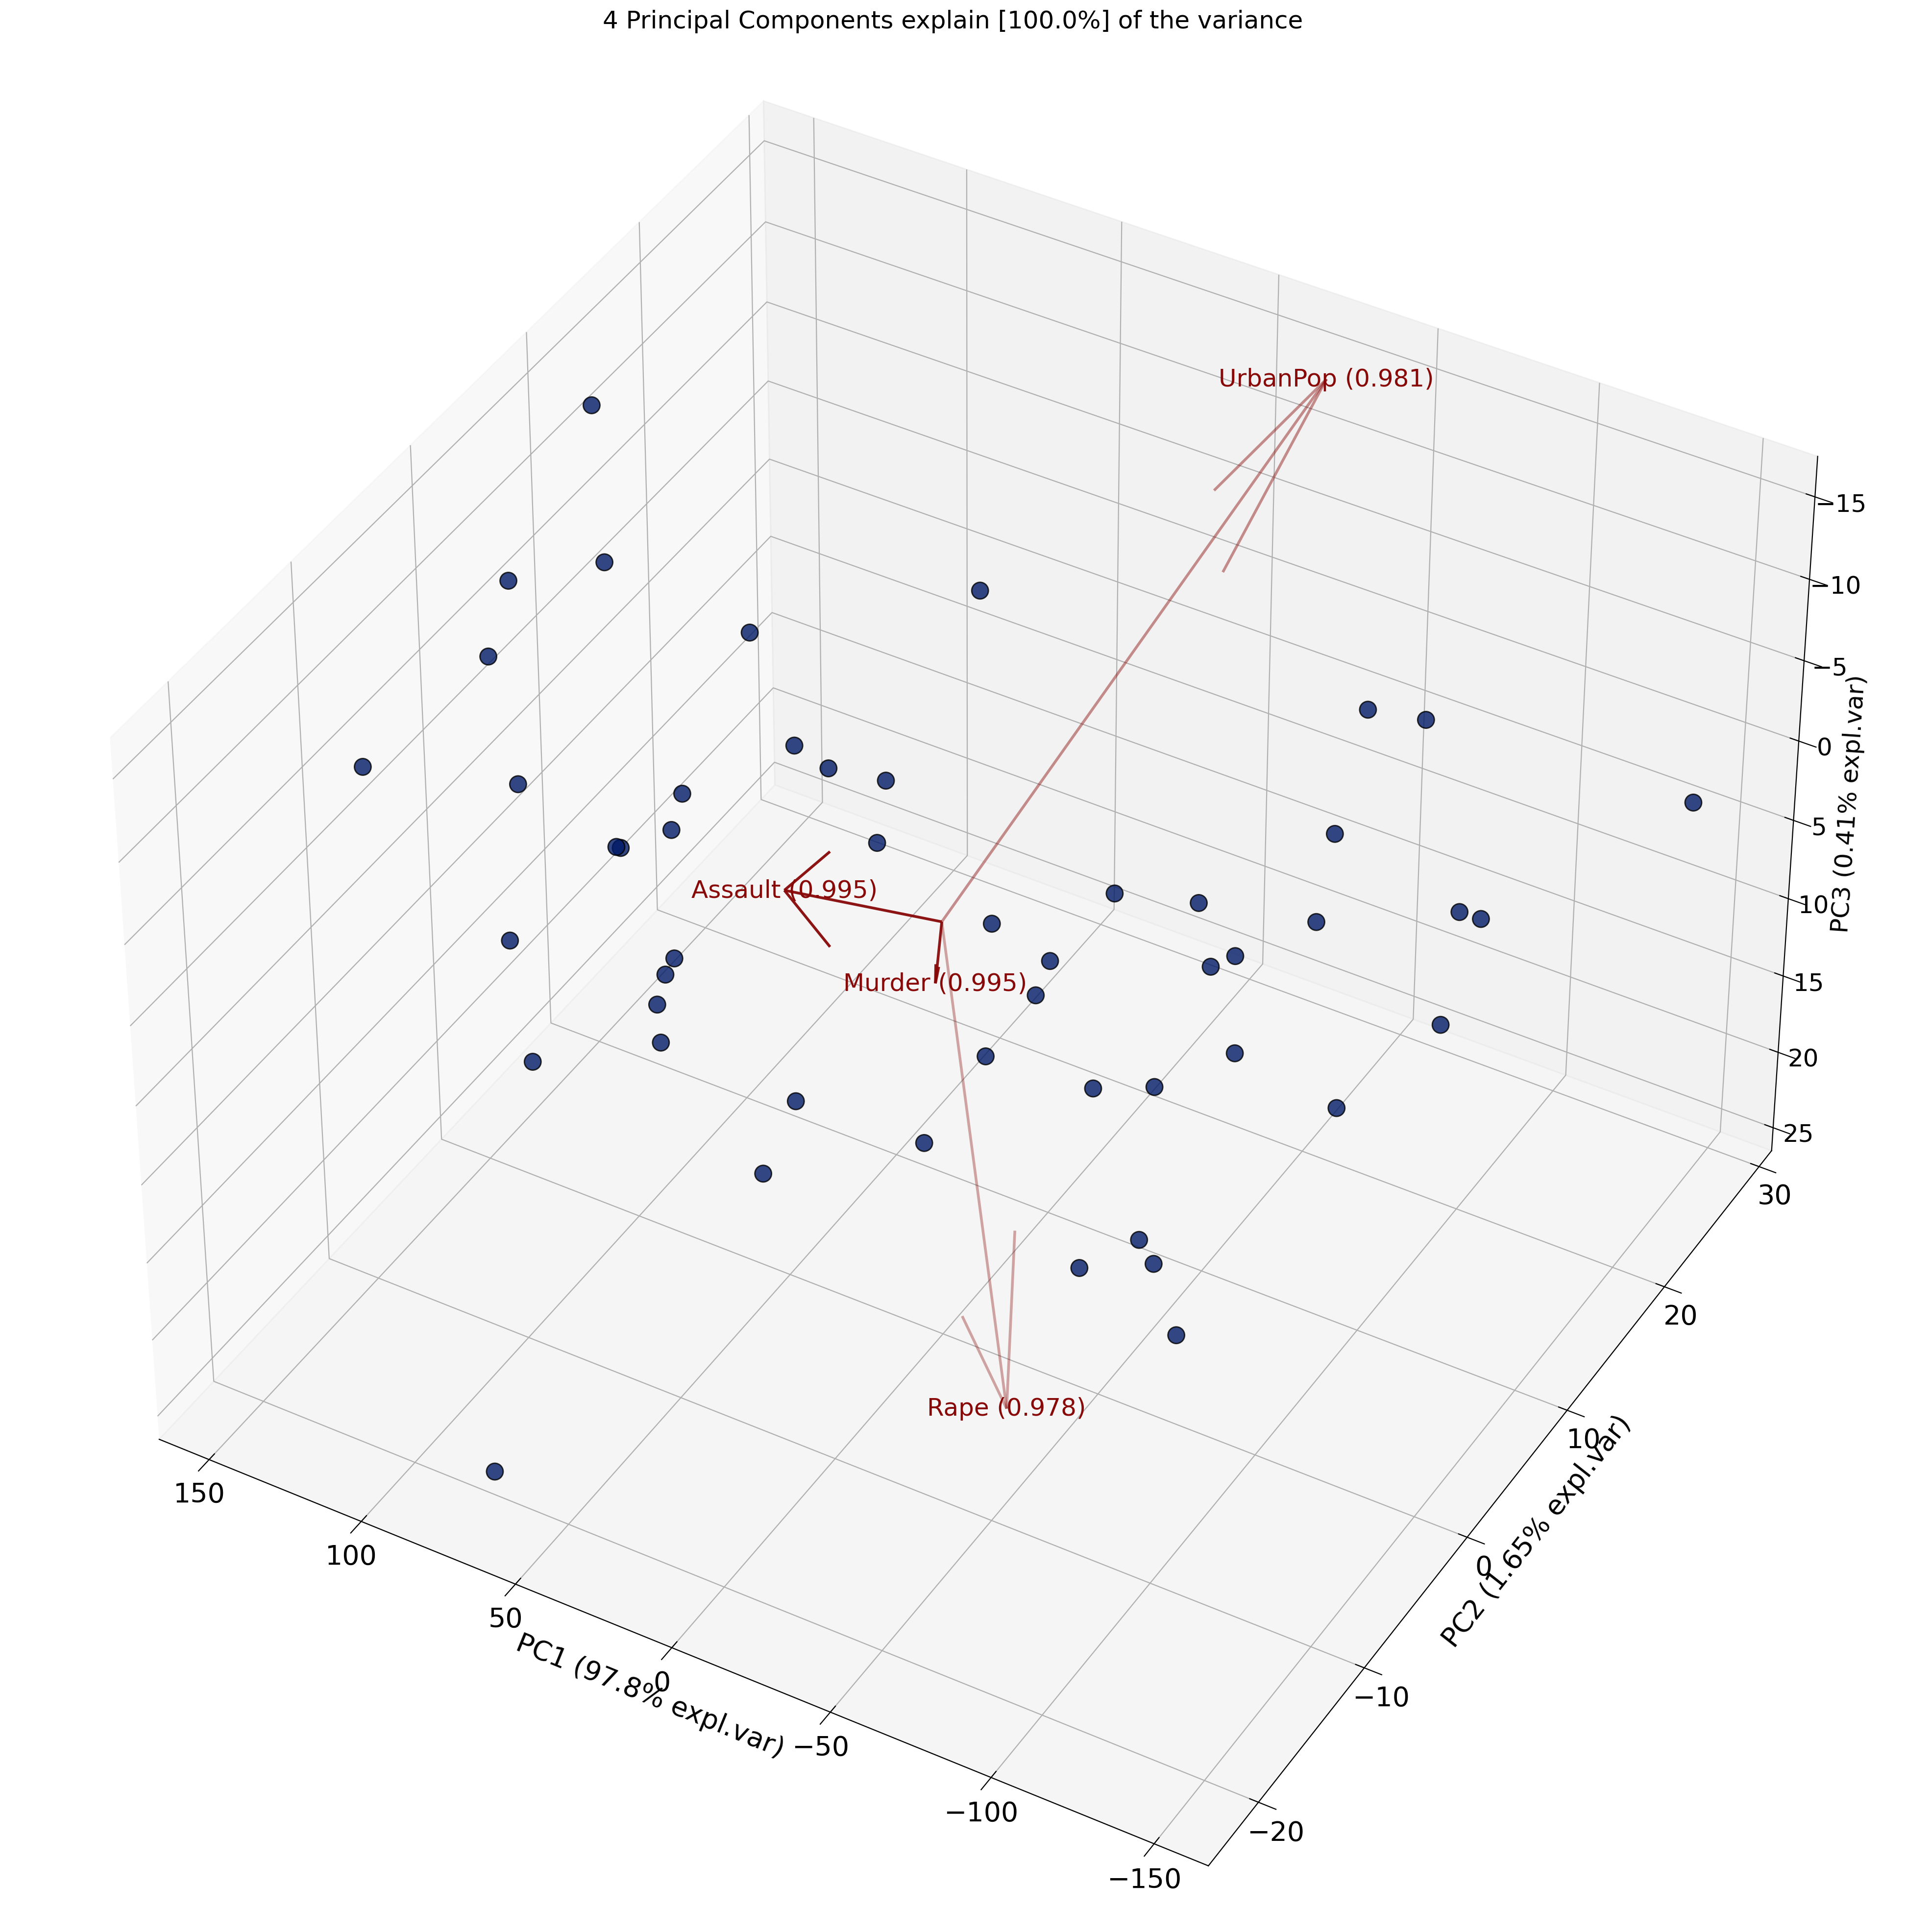 4 Principal Components explain [100.0%] of the variance
UrbanPop (0.981)
Assault (0.995)
Murder (0.995)
Rape (0.978)
−15
−10
−5
0
5
10
15
20
25
PC3 (0.41% expl.var)
30
20
10
0
−10
−20
PC2 (1.65% expl.var)
150
100
50
0
−50
−100
−150
PC1 (97.8% expl.var)